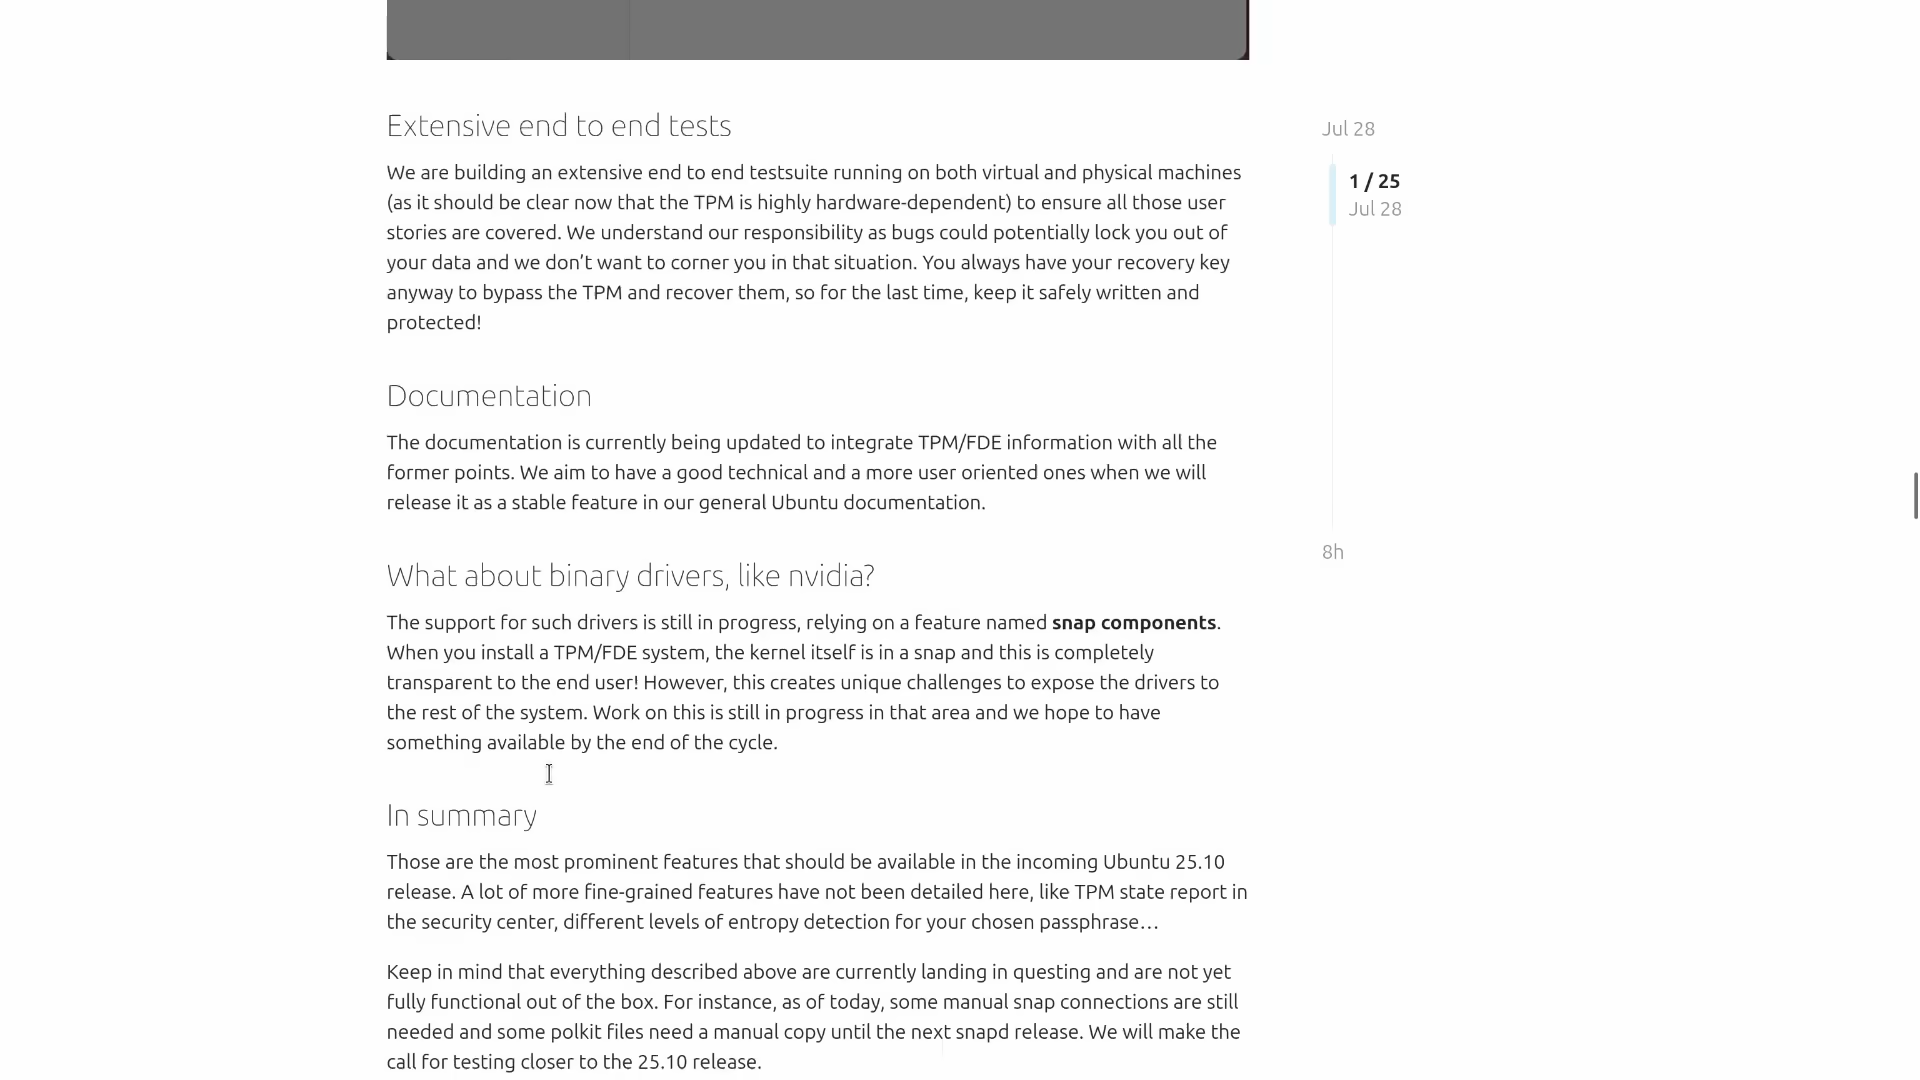 Extensive end to end tests
We are building an extensive end to end testsuite running on both virtual and physical machines
(as it should be clear now that the TPM is highly hardware-dependent) to ensure all those user
stories are covered. We understand our responsibility as bugs could potentially lock you out of
your data and we don’t want to corner you in that situation. You always have your recovery key
anyway to bypass the TPM and recover them, so for the last time, keep it safely written and
protected!
Documentation
The documentation is currently being updated to integrate TPM/FDE information with all the
former points. We aim to have a good technical and a more user oriented ones when we will
release it as a stable feature in our general Ubuntu documentation.
What about binary drivers, like nvidia?
The support for such drivers is still in progress, relying on a feature named snap components.
When you install a TPM/FDE system, the kernel itself is in a snap and this is completely
transparent to the end user! However, this creates unique challenges to expose the drivers to
the rest of the system. Work on this is still in progress in that area and we hope to have
something available by the end of the cycle.
In summary
Those are the most prominent features that should be available in the incoming Ubuntu 25.10
release. A lot of more fine-grained features have not been detailed here, like TPM state report in
the security center, different levels of entropy detection for your chosen passphrase…
Keep in mind that everything described above are currently landing in questing and are not yet
fully functional out of the box. For instance, as of today, some manual snap connections are still
needed and some polkit files need a manual copy until the next snapd release. We will make the
call for testing closer to the 25.10 release.
Jul 28
1 / 25
Jul 28
8h